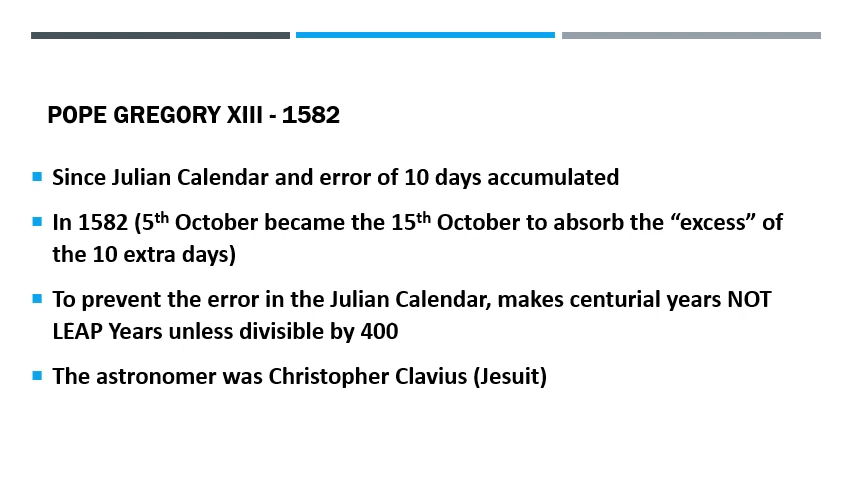 POPE GREGORY XIII - 1582
Since Julian Calendar and error of 10 days accumulated
In 1582 (5th October became the 15th October to absorb the “excess” of
the 10 extra days)
To prevent the error in the Julian Calendar, makes centurial years NOT
LEAP Years unless divisible by 400
The astronomer was Christopher Clavius (Jesuit)